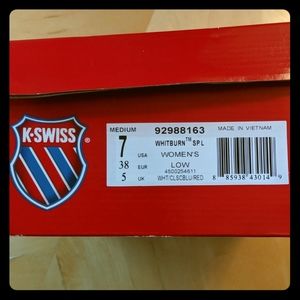 K·SWISS
®
MEDIUM
7 USA
38 EUR
5 UK
92988163
WHITBURN™ SPL
WOMEN'S
LOW
4500254511
WHT/CLSCBLU/RED
MADE IN VIETNAM
8 85938 43014 9